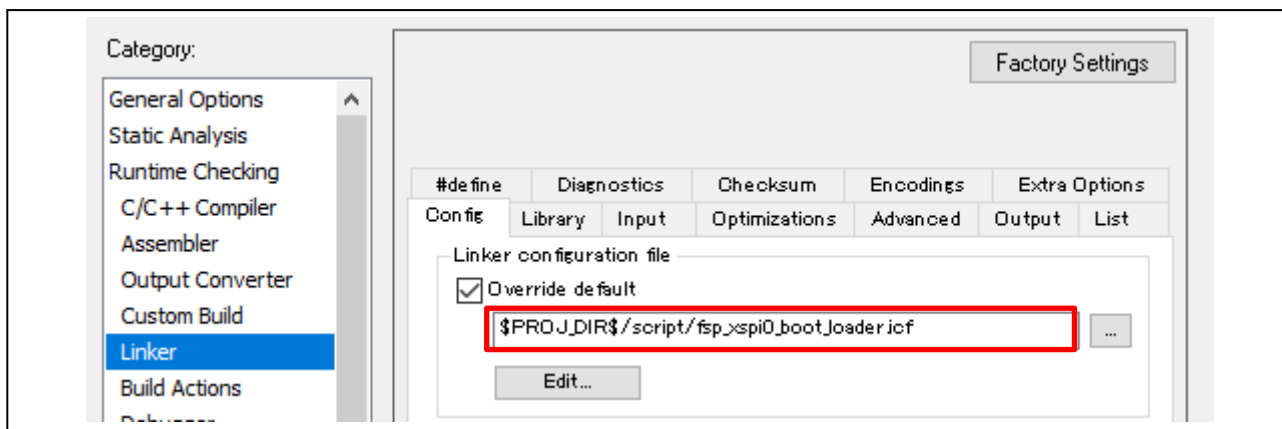 Category:
Factory Settings
General Options
Static Analysis
Runtime Checking
C/C++ Compiler
Assembler
Output Converter
Custom Build
Linker
Build Actions
Debugger
#define Diagnostics Checksum Encodings Extra Options
Config Library Input Optimizations Advanced Output List
Linker configuration file
Override default
$PROJ_DIR$/script/fsp_xspi0_boot_loader.icf
...
Edit...